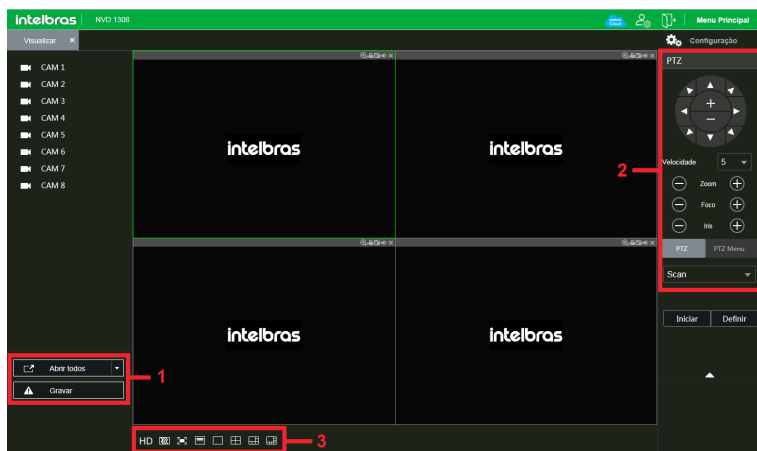 intelbras NVD 1308 Cloud Menu Principal
Visualizar × Configuração
CAM 1
CAM 2
CAM 3
CAM 4
CAM 5
CAM 6
CAM 7
CAM 8
intelbras intelbras
intelbras intelbras
PTZ
Velocidade 5
Zoom
Foco
Iris
PTZ PTZ Menu
Scan
Iniciar Definir
2
Abrir todos
Gravar
1
HD
3